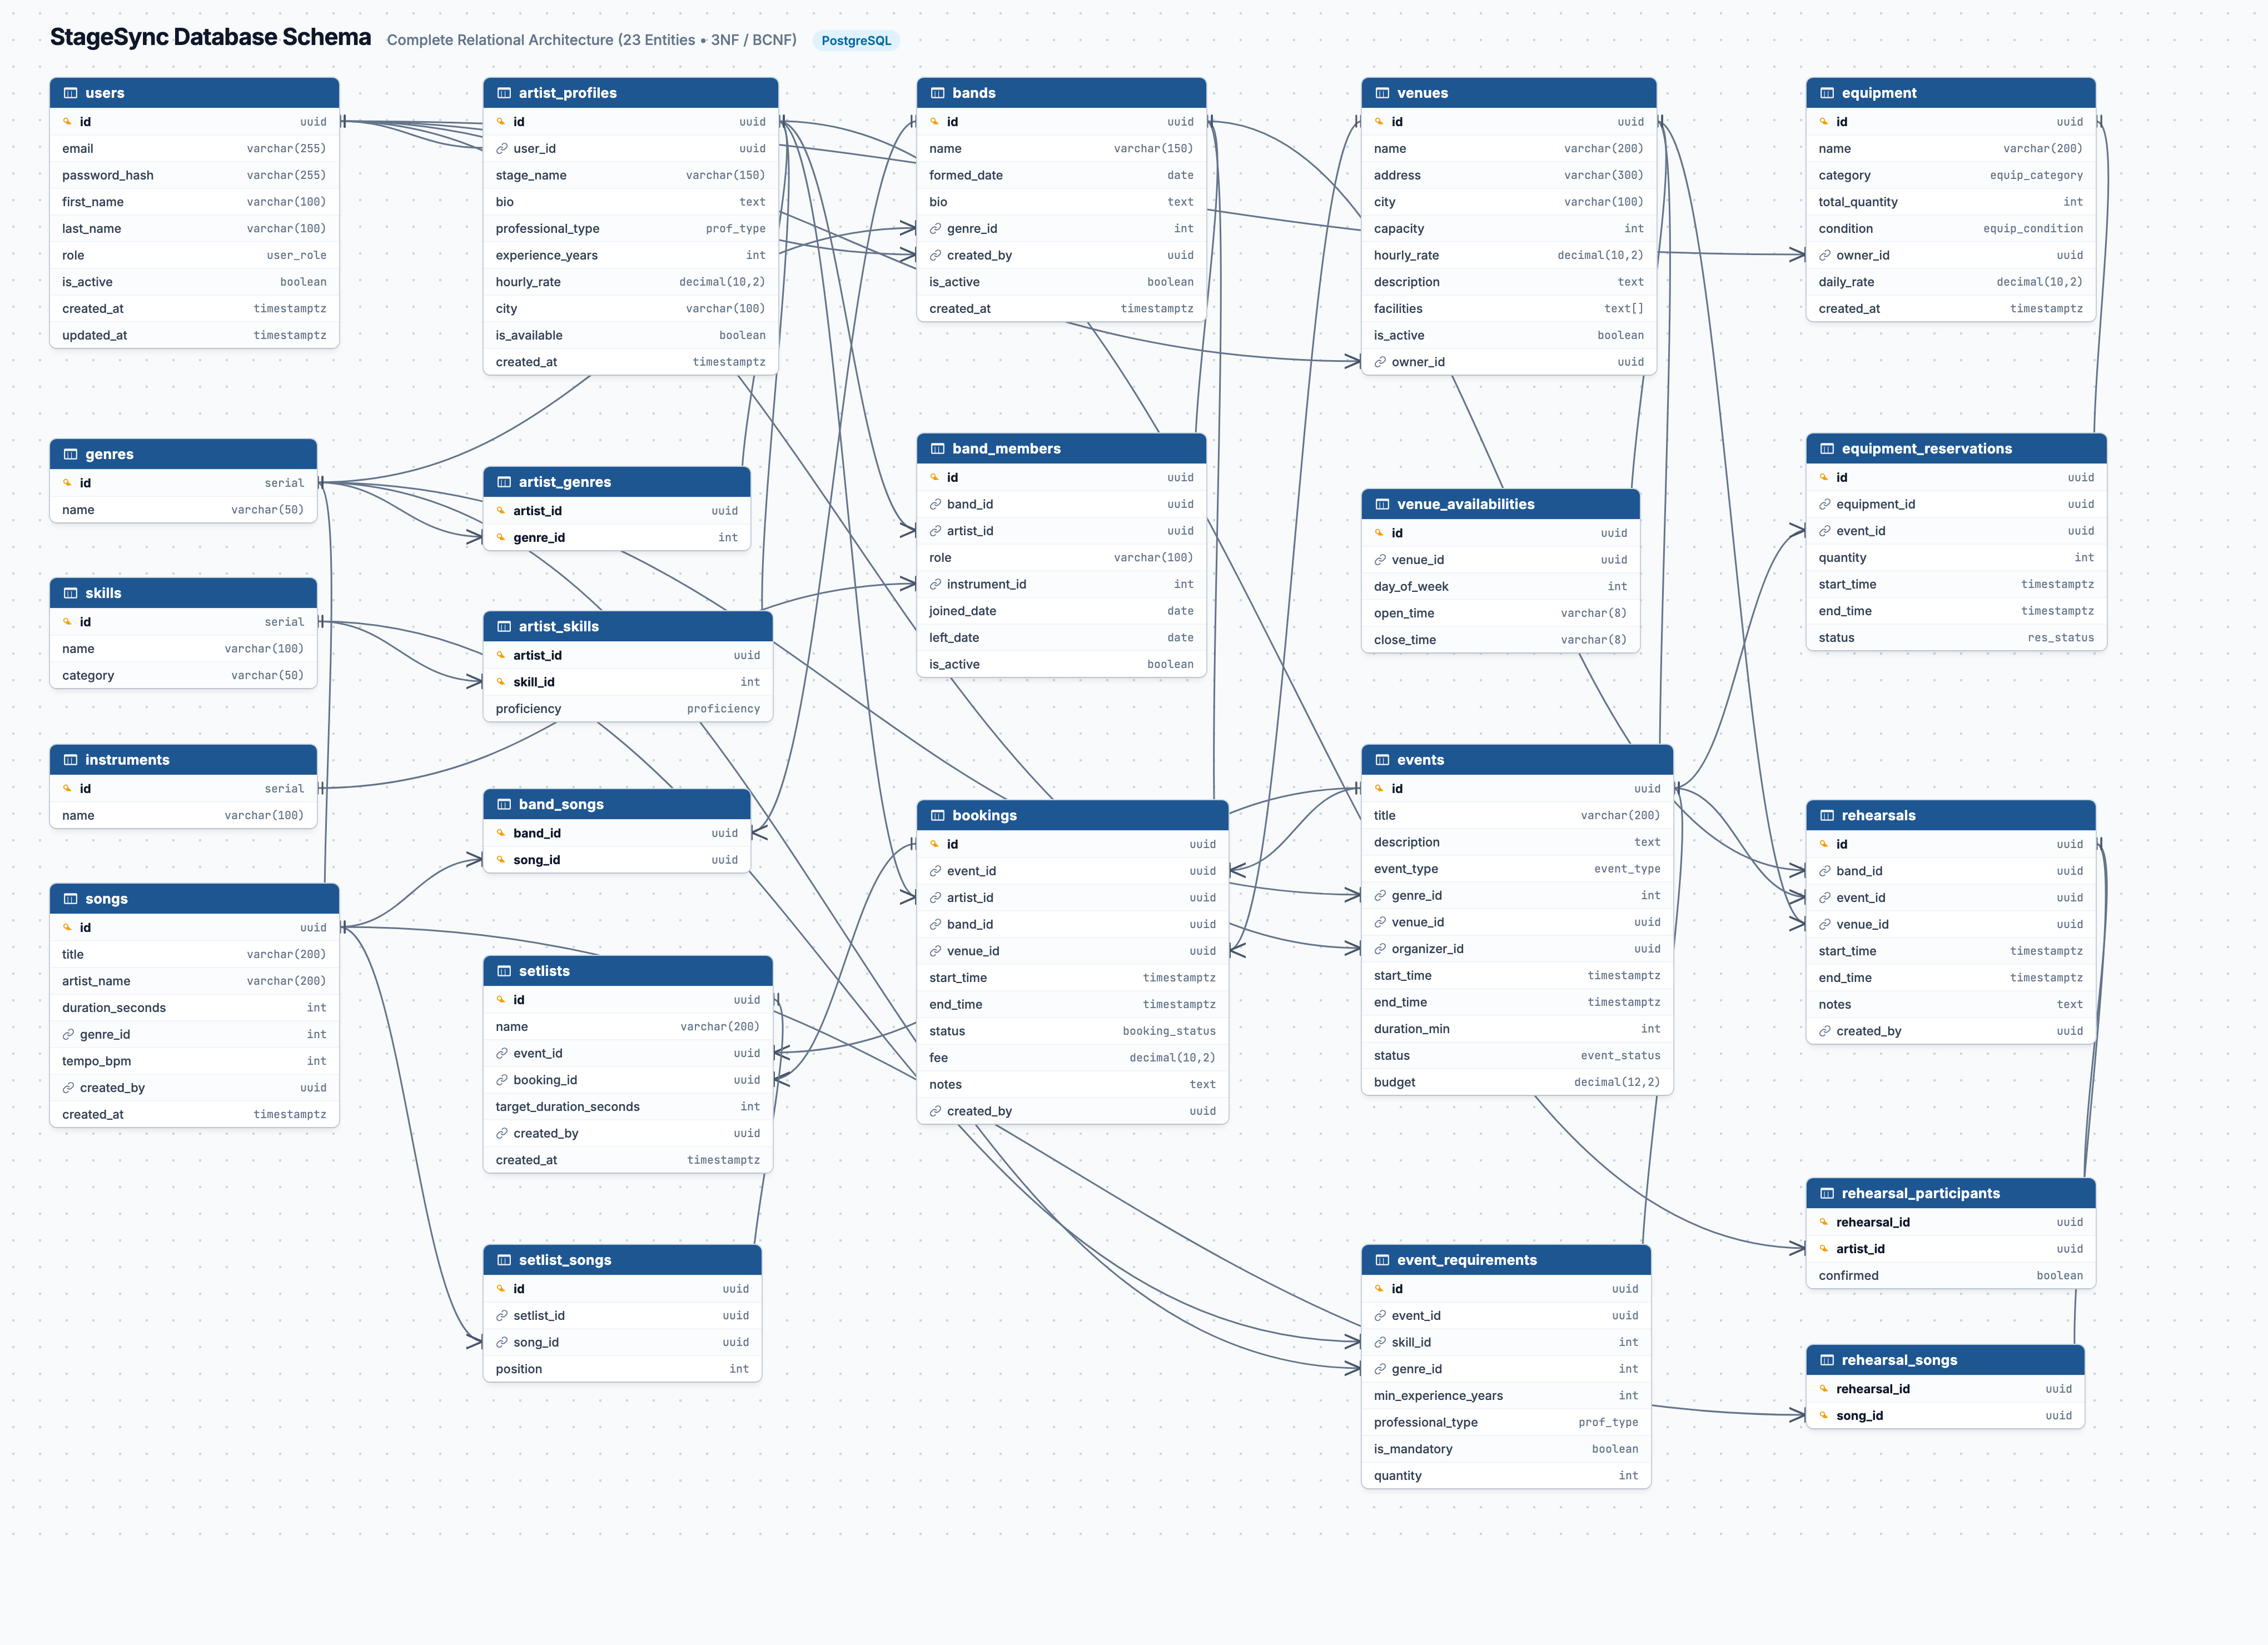 StageSync Database Schema Complete Relational Architecture (23 Entities • 3NF / BCNF) PostgreSQL
users
id uuid
email varchar(255)
password_hash varchar(255)
first_name varchar(100)
last_name varchar(100)
role user_role
is_active boolean
created_at timestamptz
updated_at timestamptz
genres
id serial
name varchar(50)
skills
id serial
name varchar(100)
category varchar(50)
instruments
id serial
name varchar(100)
songs
id uuid
title varchar(200)
artist_name varchar(200)
duration_seconds int
genre_id int
tempo_bpm int
created_by uuid
created_at timestamptz
artist_profiles
id uuid
user_id uuid
stage_name varchar(150)
bio text
professional_type prof_type
experience_years int
hourly_rate decimal(10,2)
city varchar(100)
is_available boolean
created_at timestamptz
artist_genres
artist_id uuid
genre_id int
artist_skills
artist_id uuid
skill_id int
proficiency proficiency
band_songs
band_id uuid
song_id uuid
setlists
id uuid
name varchar(200)
event_id uuid
booking_id uuid
target_duration_seconds int
created_by uuid
created_at timestamptz
setlist_songs
id uuid
setlist_id uuid
song_id uuid
position int
bands
id uuid
name varchar(150)
formed_date date
bio text
genre_id int
created_by uuid
is_active boolean
created_at timestamptz
band_members
id uuid
band_id uuid
artist_id uuid
role varchar(100)
instrument_id int
joined_date date
left_date date
is_active boolean
bookings
id uuid
event_id uuid
artist_id uuid
band_id uuid
venue_id uuid
start_time timestamptz
end_time timestamptz
status booking_status
fee decimal(10,2)
notes text
created_by uuid
venues
id uuid
name varchar(200)
address varchar(300)
city varchar(100)
capacity int
hourly_rate decimal(10,2)
description text
facilities text[]
is_active boolean
owner_id uuid
venue_availabilities
id uuid
venue_id uuid
day_of_week int
open_time varchar(8)
close_time varchar(8)
events
id uuid
title varchar(200)
description text
event_type event_type
genre_id int
venue_id uuid
organizer_id uuid
start_time timestamptz
end_time timestamptz
duration_min int
status event_status
budget decimal(12,2)
event_requirements
id uuid
event_id uuid
skill_id int
genre_id int
min_experience_years int
professional_type prof_type
is_mandatory boolean
quantity int
equipment
id uuid
name varchar(200)
category equip_category
total_quantity int
condition equip_condition
owner_id uuid
daily_rate decimal(10,2)
created_at timestamptz
equipment_reservations
id uuid
equipment_id uuid
event_id uuid
quantity int
start_time timestamptz
end_time timestamptz
status res_status
rehearsals
id uuid
band_id uuid
event_id uuid
venue_id uuid
start_time timestamptz
end_time timestamptz
notes text
created_by uuid
rehearsal_participants
rehearsal_id uuid
artist_id uuid
confirmed boolean
rehearsal_songs
rehearsal_id uuid
song_id uuid